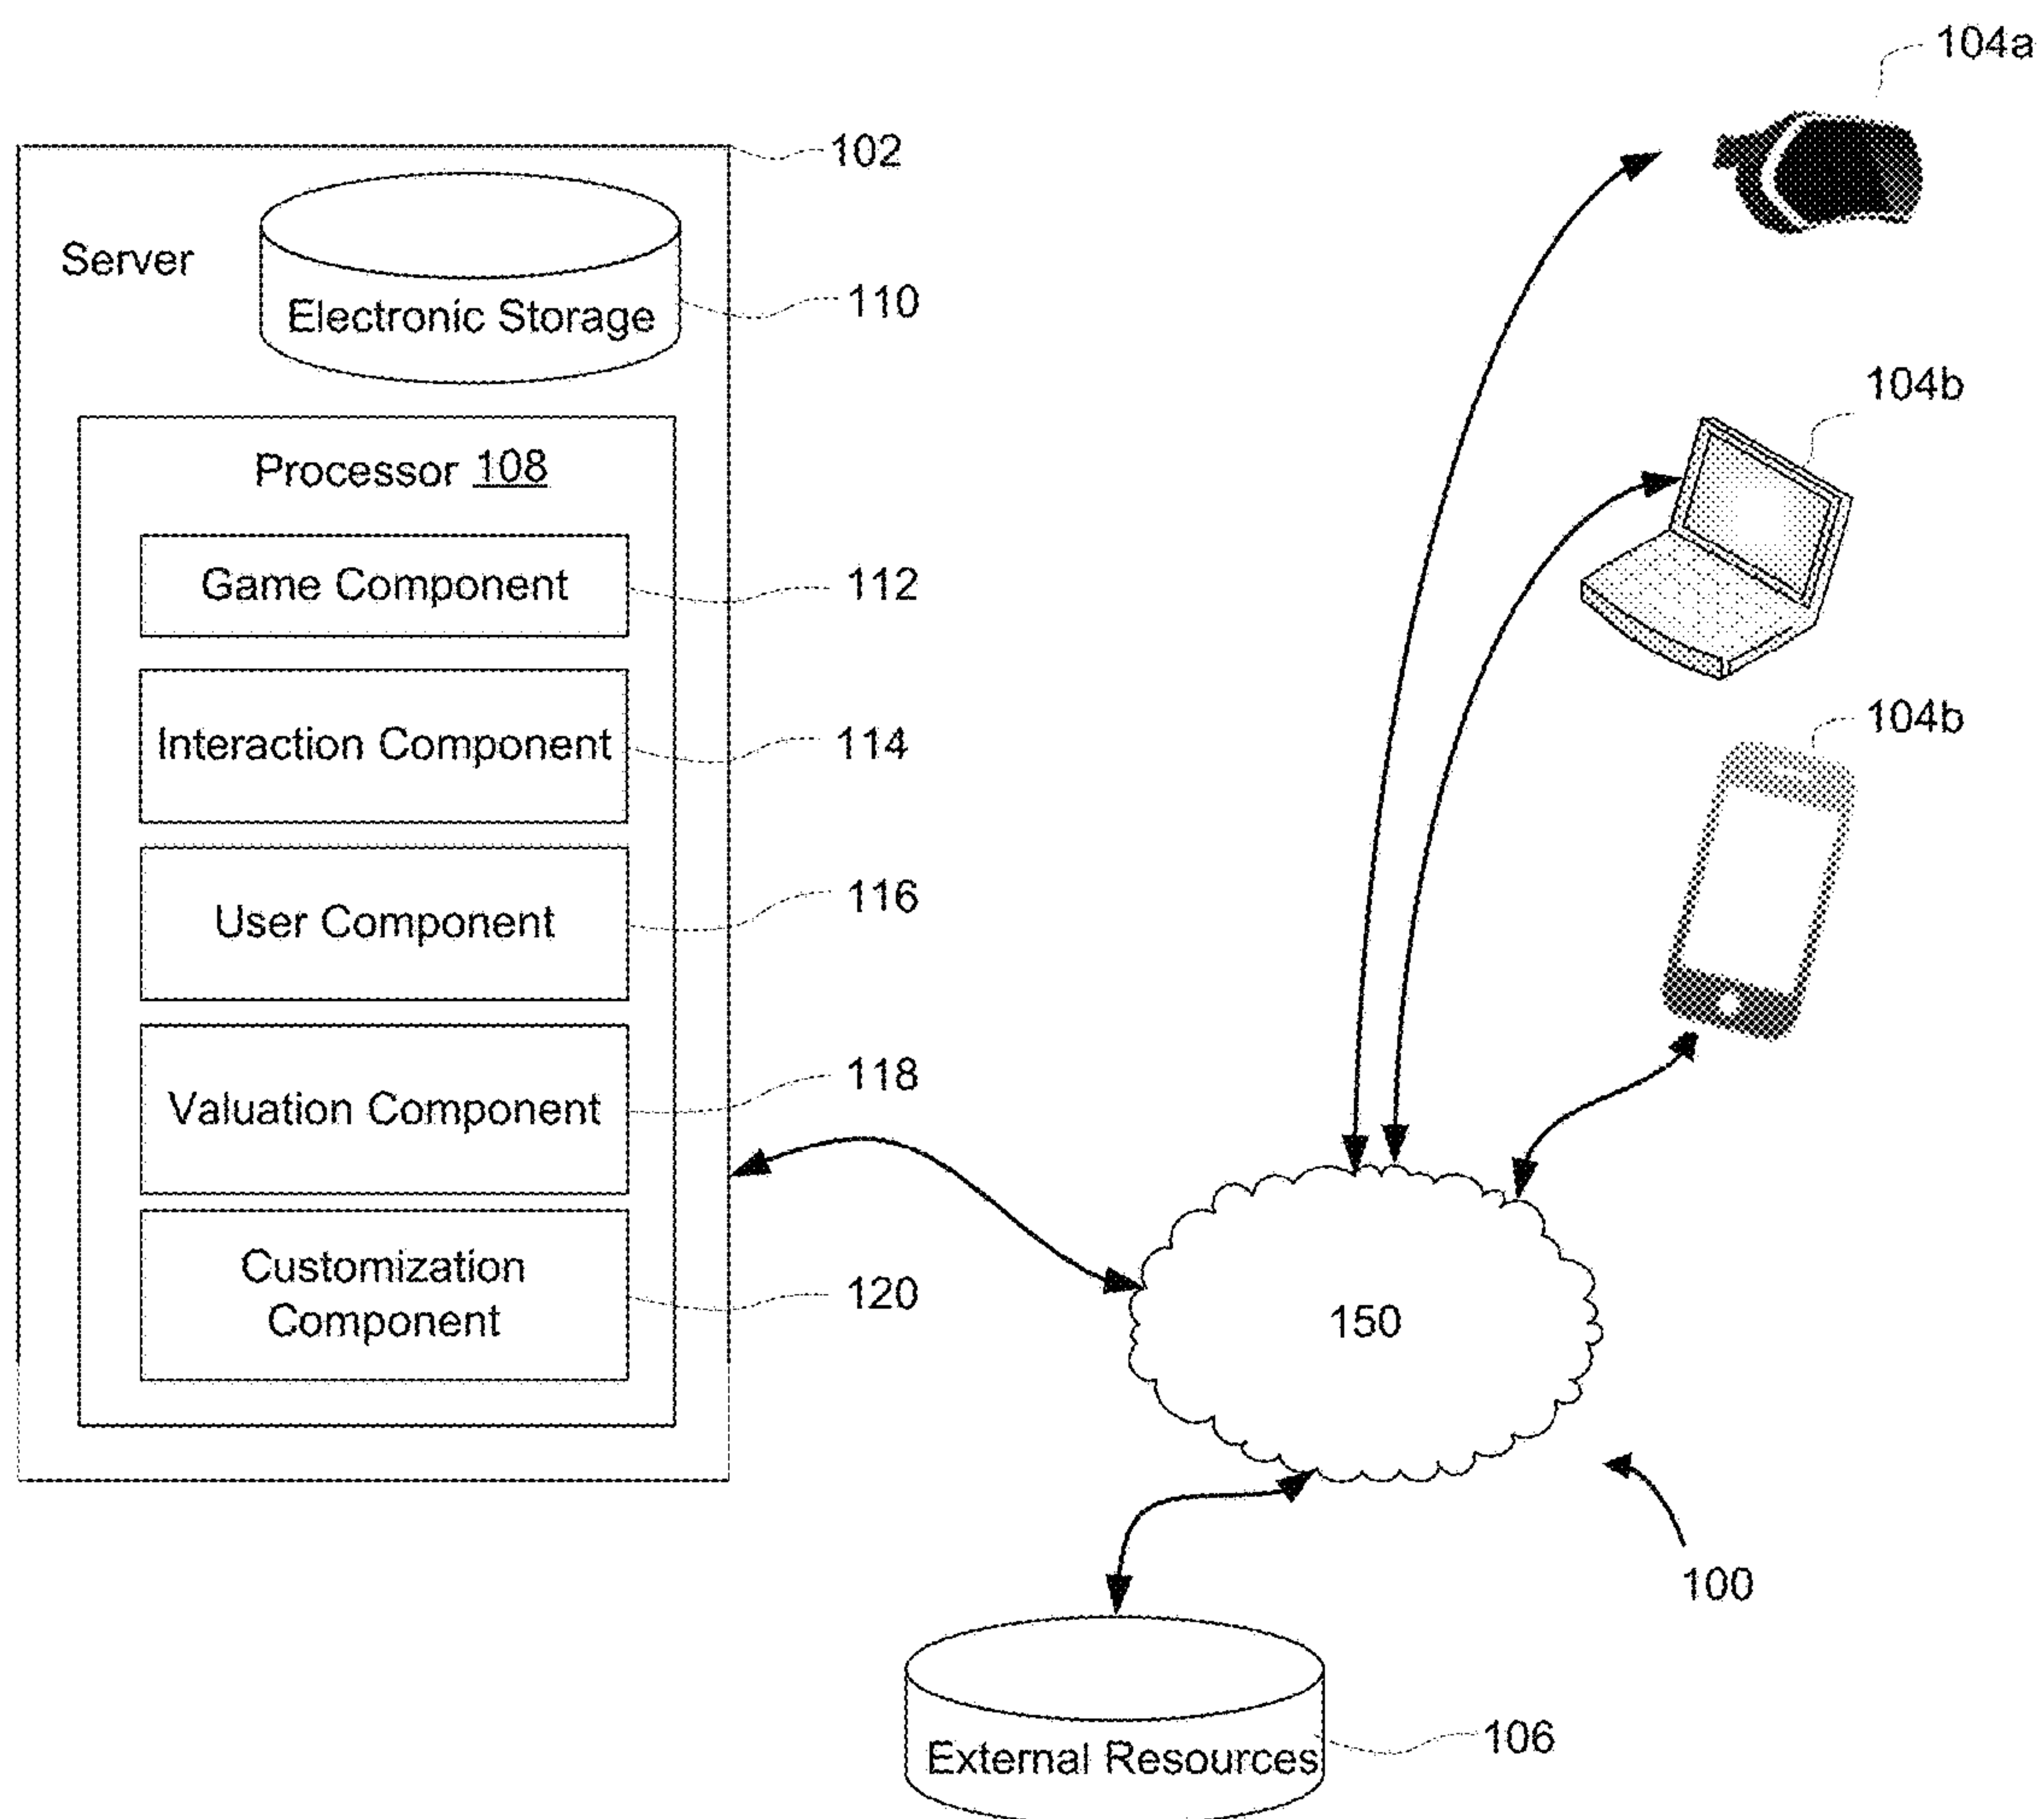 104a
102
Server
Electronic Storage
110
104b
Processor 108
Game Component
112
104b
Interaction Component
114
User Component
116
Valuation Component
118
Customization
Component
120
150
100
External Resources
106